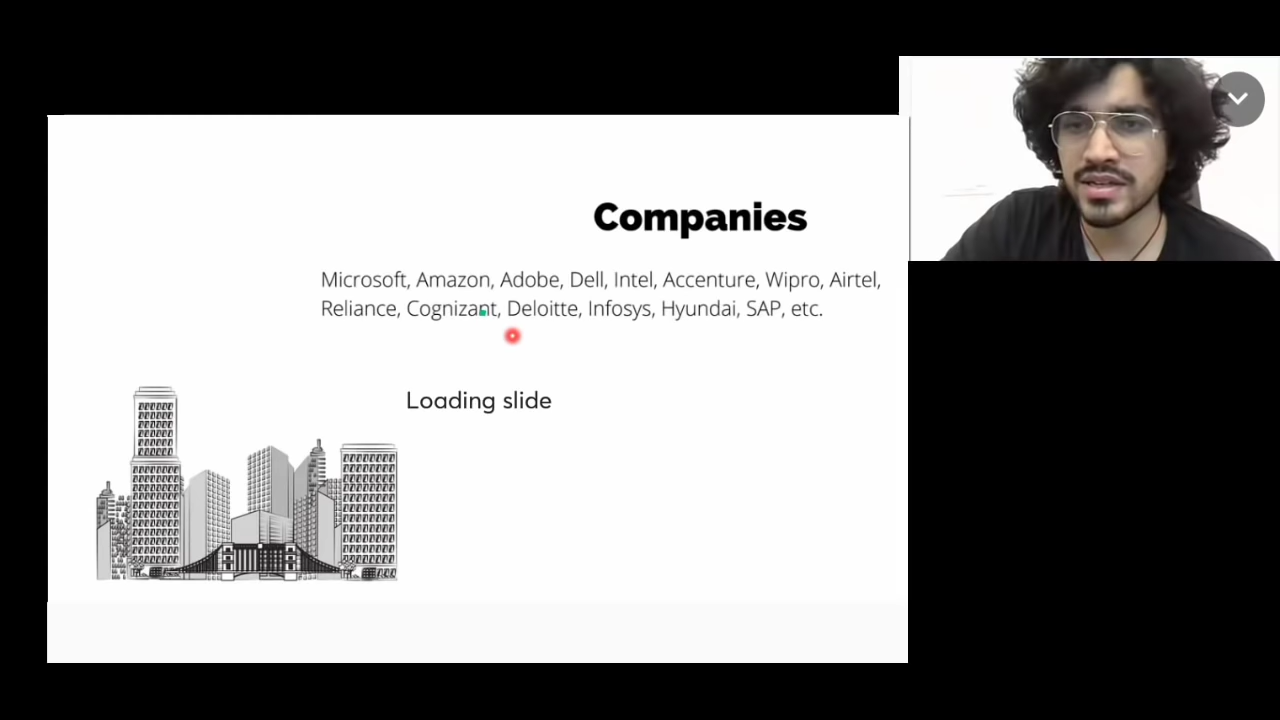 Companies
Microsoft, Amazon, Adobe, Dell, Intel, Accenture, Wipro, Airtel,
Reliance, Cognizant, Deloitte, Infosys, Hyundai, SAP, etc.
Loading slide